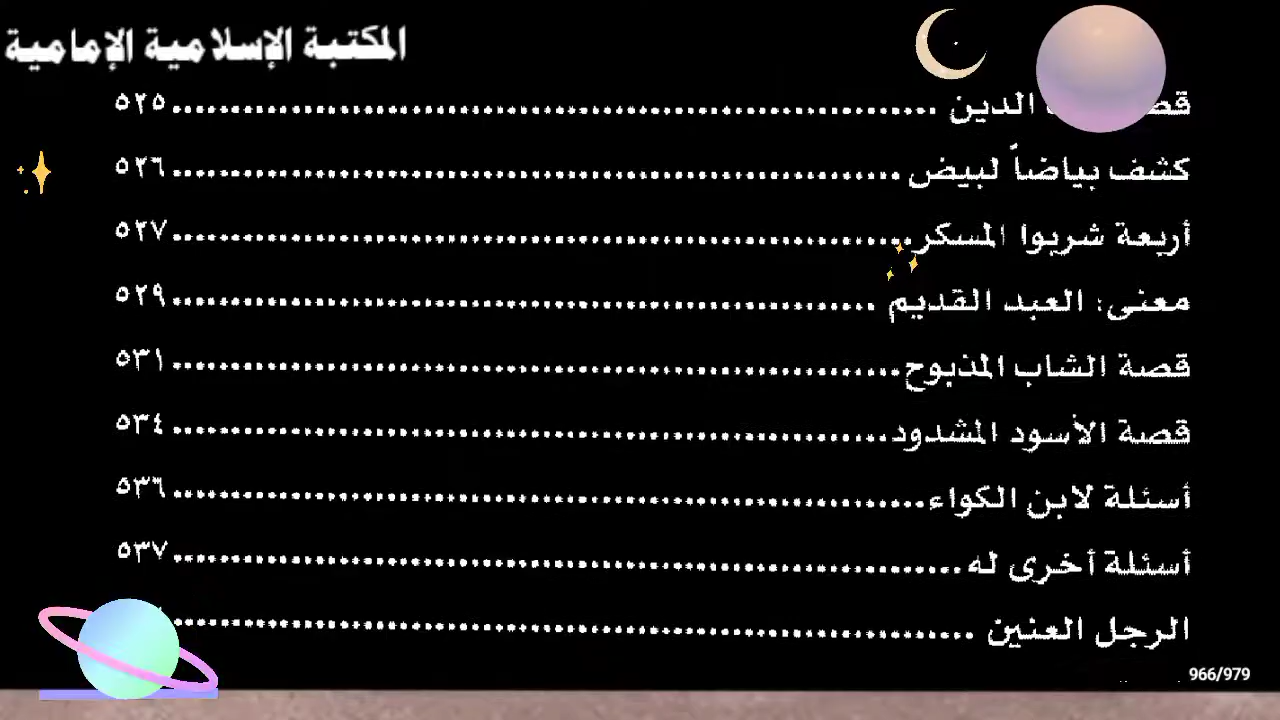 المكتبة الإسلامية الإمامية
الدين ........ ٥٢٥
كشف بياضاً لبيض ........ ٥٢٦
أربعة شربوا المسكر ........ ٥٢٧
معنى: العبد القديم ........ ٥٢٩
قصة الشاب المذبوح ........ ٥٣١
قصة الأسود المشدود ........ ٥٣٤
أسئلة لابن الكواء ........ ٥٣٦
أسئلة أخرى له ........ ٥٣٧
الرجل العنين ........
966/979